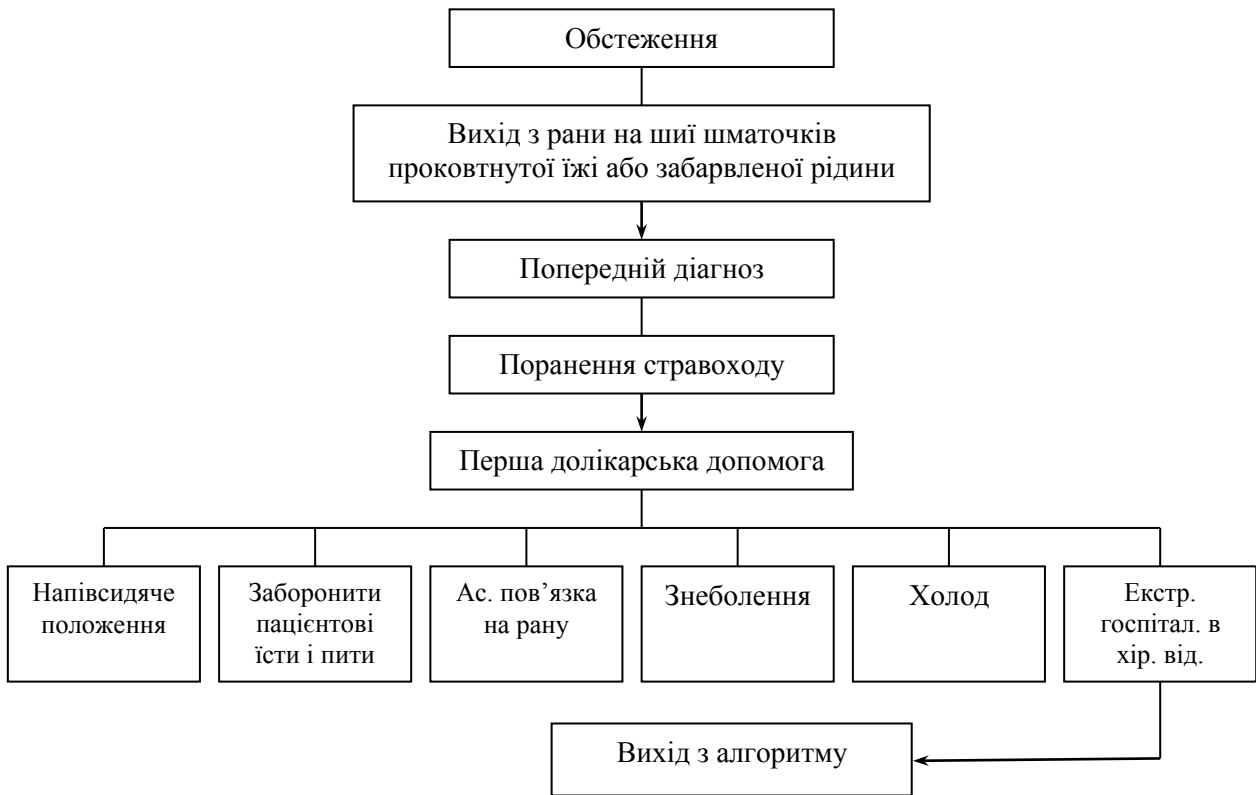 Обстеження
Вихід з рани на шиї шматочків
проковтнутої їжі або забарвленої рідини
Попередній діагноз
Поранення стравоходу
Перша долікарська допомога
Напівсидяче
положення
Заборонити
пацієнтові
їсти і пити
Ас. пов’язка
на рану
Знеболення
Холод
Екстр.
госпітал. в
хір. від.
Вихід з алгоритму